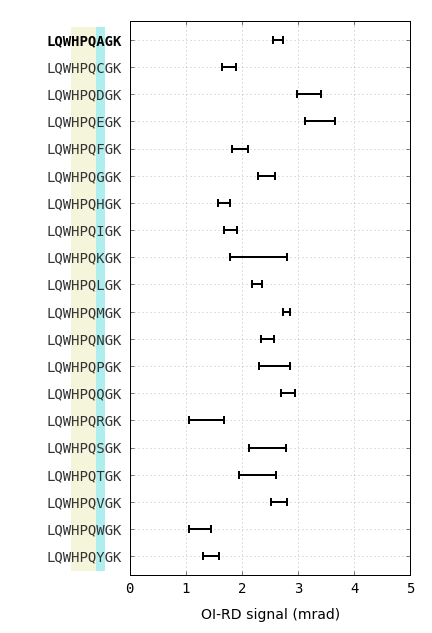 LQWHPQAGK
LQWHPQCGK
LQWHPQDGK
LQWHPQEGK
LQWHPQFGK
LQWHPQGGK
LQWHPQHGK
LQWHPQIGK
LQWHPQKGK
LQWHPQLGK
LQWHPQMGK
LQWHPQNGK
LQWHPQPGK
LQWHPQQGK
LQWHPQRGK
LQWHPQSGK
LQWHPQTGK
LQWHPQVGK
LQWHPQWGK
LQWHPQYGK
0 1 2 3 4 5
OI-RD signal (mrad)